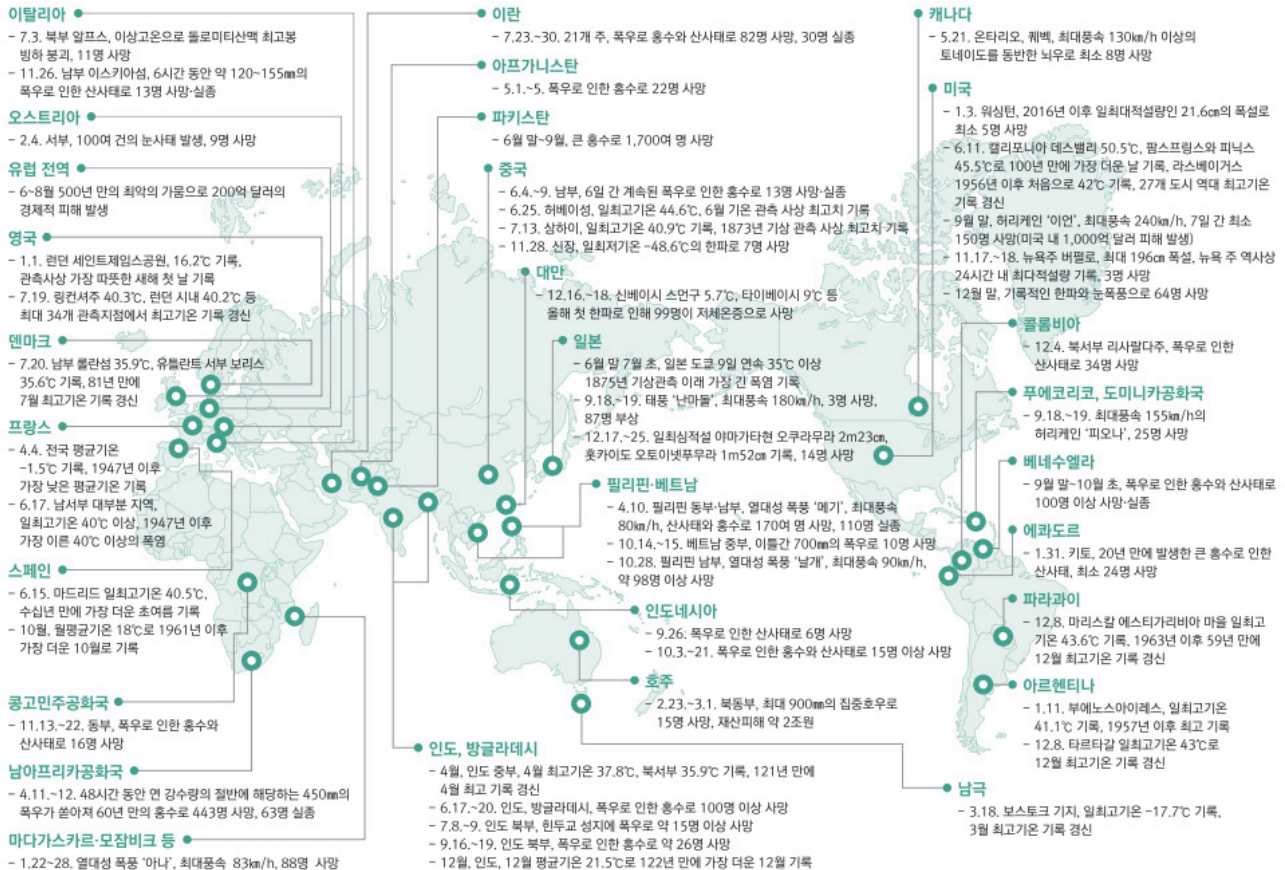 이탈리아
- 7.3. 북부 알프스, 이상고온으로 돌로미티산맥 최고봉
빙하 붕괴, 11명 사망
- 11.26. 남부 이스키아섬, 6시간 동안 약 120~155㎜의
폭우로 인한 산사태로 13명 사망·실종
오스트리아
- 2.4. 서부, 100여 건의 눈사태 발생, 9명 사망
유럽 전역
- 6~8월 500년 만의 최악의 가뭄으로 200억 달러의
경제적 피해 발생
영국
- 1.1. 런던 세인트제임스공원, 16.2℃ 기록,
관측사상 가장 따뜻한 새해 첫 날 기록
- 7.19. 링컨셔주 40.3℃, 런던 시내 40.2℃ 등
최대 34개 관측지점에서 최고기온 기록 경신
덴마크
- 7.20. 남부 롤란섬 35.9℃, 유틀란트 서부 보리스
35.6℃ 기록, 81년 만에
7월 최고기온 기록 경신
프랑스
- 4.4. 전국 평균기온
-1.5℃ 기록, 1947년 이후
가장 낮은 평균기온 기록
- 6.17. 남서부 대부분 지역,
일최고기온 40℃ 이상, 1947년 이후
가장 이른 40℃ 이상의 폭염
스페인
- 6.15. 마드리드 일최고기온 40.5℃,
수십년 만에 가장 더운 초여름 기록
- 10월, 월평균기온 18℃로 1961년 이후
가장 더운 10월로 기록
콩고민주공화국
- 11.13.~22. 동부, 폭우로 인한 홍수와
산사태로 16명 사망
남아프리카공화국
- 4.11.~12. 48시간 동안 연 강수량의 절반에 해당하는 450㎜의
폭우가 쏟아져 60년 만의 홍수로 443명 사망, 63명 실종
마다가스카르·모잠비크 등
- 1.22~28. 열대성 폭풍 '아나', 최대풍속 83㎞/h, 88명 사망
이란
- 7.23.~30. 21개 주, 폭우로 홍수와 산사태로 82명 사망, 30명 실종
아프가니스탄
- 5.1.~5. 폭우로 인한 홍수로 22명 사망
파키스탄
- 6월 말~9월, 큰 홍수로 1,700여 명 사망
중국
- 6.4.~9. 남부, 6일 간 계속된 폭우로 인한 홍수로 13명 사망·실종
- 6.25. 허베이성, 일최고기온 44.6℃, 6월 기온 관측 사상 최고치 기록
- 7.13. 상하이, 일최고기온 40.9℃ 기록, 1873년 기상 관측 사상 최고치 기록
- 11.28. 신장, 일최저기온 -48.6℃의 한파로 7명 사망
대만
- 12.16.~18. 신베이시 스먼구 5.7℃, 타이베이시 9℃ 등
올해 첫 한파로 인해 99명이 저체온증으로 사망
일본
- 6월 말 7월 초, 일본 도쿄 9일 연속 35℃ 이상
1875년 기상관측 이래 가장 긴 폭염 기록
- 9.18.~19. 태풍 '난마돌', 최대풍속 180㎞/h, 3명 사망,
87명 부상
- 12.17.~25. 일최심적설 야마가타현 오쿠라무라 2m23㎝,
홋카이도 오토이넷푸무라 1m52㎝ 기록, 14명 사망
필리핀·베트남
- 4.10. 필리핀 동부·남부, 열대성 폭풍 '메기', 최대풍속
80㎞/h, 산사태와 홍수로 170여 명 사망, 110명 실종
- 10.14.~15. 베트남 중부, 이틀간 700㎜의 폭우로 10명 사망
- 10.28. 필리핀 남부, 열대성 폭풍 '날개', 최대풍속 90㎞/h,
약 98명 이상 사망
인도네시아
- 9.26. 폭우로 인한 산사태로 6명 사망
- 10.3.~21. 폭우로 인한 홍수와 산사태로 15명 이상 사망
호주
- 2.23.~3.1. 북동부, 최대 900㎜의 집중호우로
15명 사망, 재산피해 약 2조원
인도, 방글라데시
- 4월, 인도 중부, 4월 최고기온 37.8℃, 북서부 35.9℃ 기록, 121년 만에
4월 최고 기록 경신
- 6.17.~20. 인도, 방글라데시, 폭우로 인한 홍수로 100명 이상 사망
- 7.8.~9. 인도 북부, 힌두교 성지에 폭우로 약 15명 이상 사망
- 9.16.~19. 인도 북부, 폭우로 인한 홍수로 약 26명 사망
- 12월, 인도, 12월 평균기온 21.5℃로 122년 만에 가장 더운 12월 기록
캐나다
- 5.21. 온타리오, 퀘벡, 최대풍속 130㎞/h 이상의
토네이도를 동반한 뇌우로 최소 8명 사망
미국
- 1.3. 워싱턴, 2016년 이후 일최대적설량인 21.6㎝의 폭설로
최소 5명 사망
- 6.11. 캘리포니아 데스밸리 50.5℃, 팜스프링스와 피닉스
45.5℃로 100년 만에 가장 더운 날 기록, 라스베이거스
1956년 이후 처음으로 42℃ 기록, 27개 도시 역대 최고기온
기록 경신
- 9월 말, 허리케인 '이언', 최대풍속 240㎞/h, 7일 간 최소
150명 사망(미국 내 1,000억 달러 피해 발생)
- 11.17.~18. 뉴욕주 버펄로, 최대 196㎝ 폭설, 뉴욕 주 역사상
24시간 내 최다적설량 기록, 3명 사망
- 12월 말, 기록적인 한파와 눈폭풍으로 64명 사망
콜롬비아
- 12.4. 북서부 리사랄다주, 폭우로 인한
산사태로 34명 사망
푸에코리코, 도미니카공화국
- 9.18.~19. 최대풍속 155㎞/h의
허리케인 '피오나', 25명 사망
베네수엘라
- 9월 말~10월 초, 폭우로 인한 홍수와 산사태로
100명 이상 사망·실종
에콰도르
- 1.31. 키토, 20년 만에 발생한 큰 홍수로 인한
산사태, 최소 24명 사망
파라과이
- 12.8. 마리스칼 에스티가리비아 마을 일최고
기온 43.6℃ 기록, 1963년 이후 59년 만에
12월 최고기온 기록 경신
아르헨티나
- 1.11. 부에노스아이레스, 일최고기온
41.1℃ 기록, 1957년 이후 최고 기록
- 12.8. 타르타갈 일최고기온 43℃로
12월 최고기온 기록 경신
남극
- 3.18. 보스토크 기지, 일최고기온 -17.7℃ 기록,
3월 최고기온 기록 경신